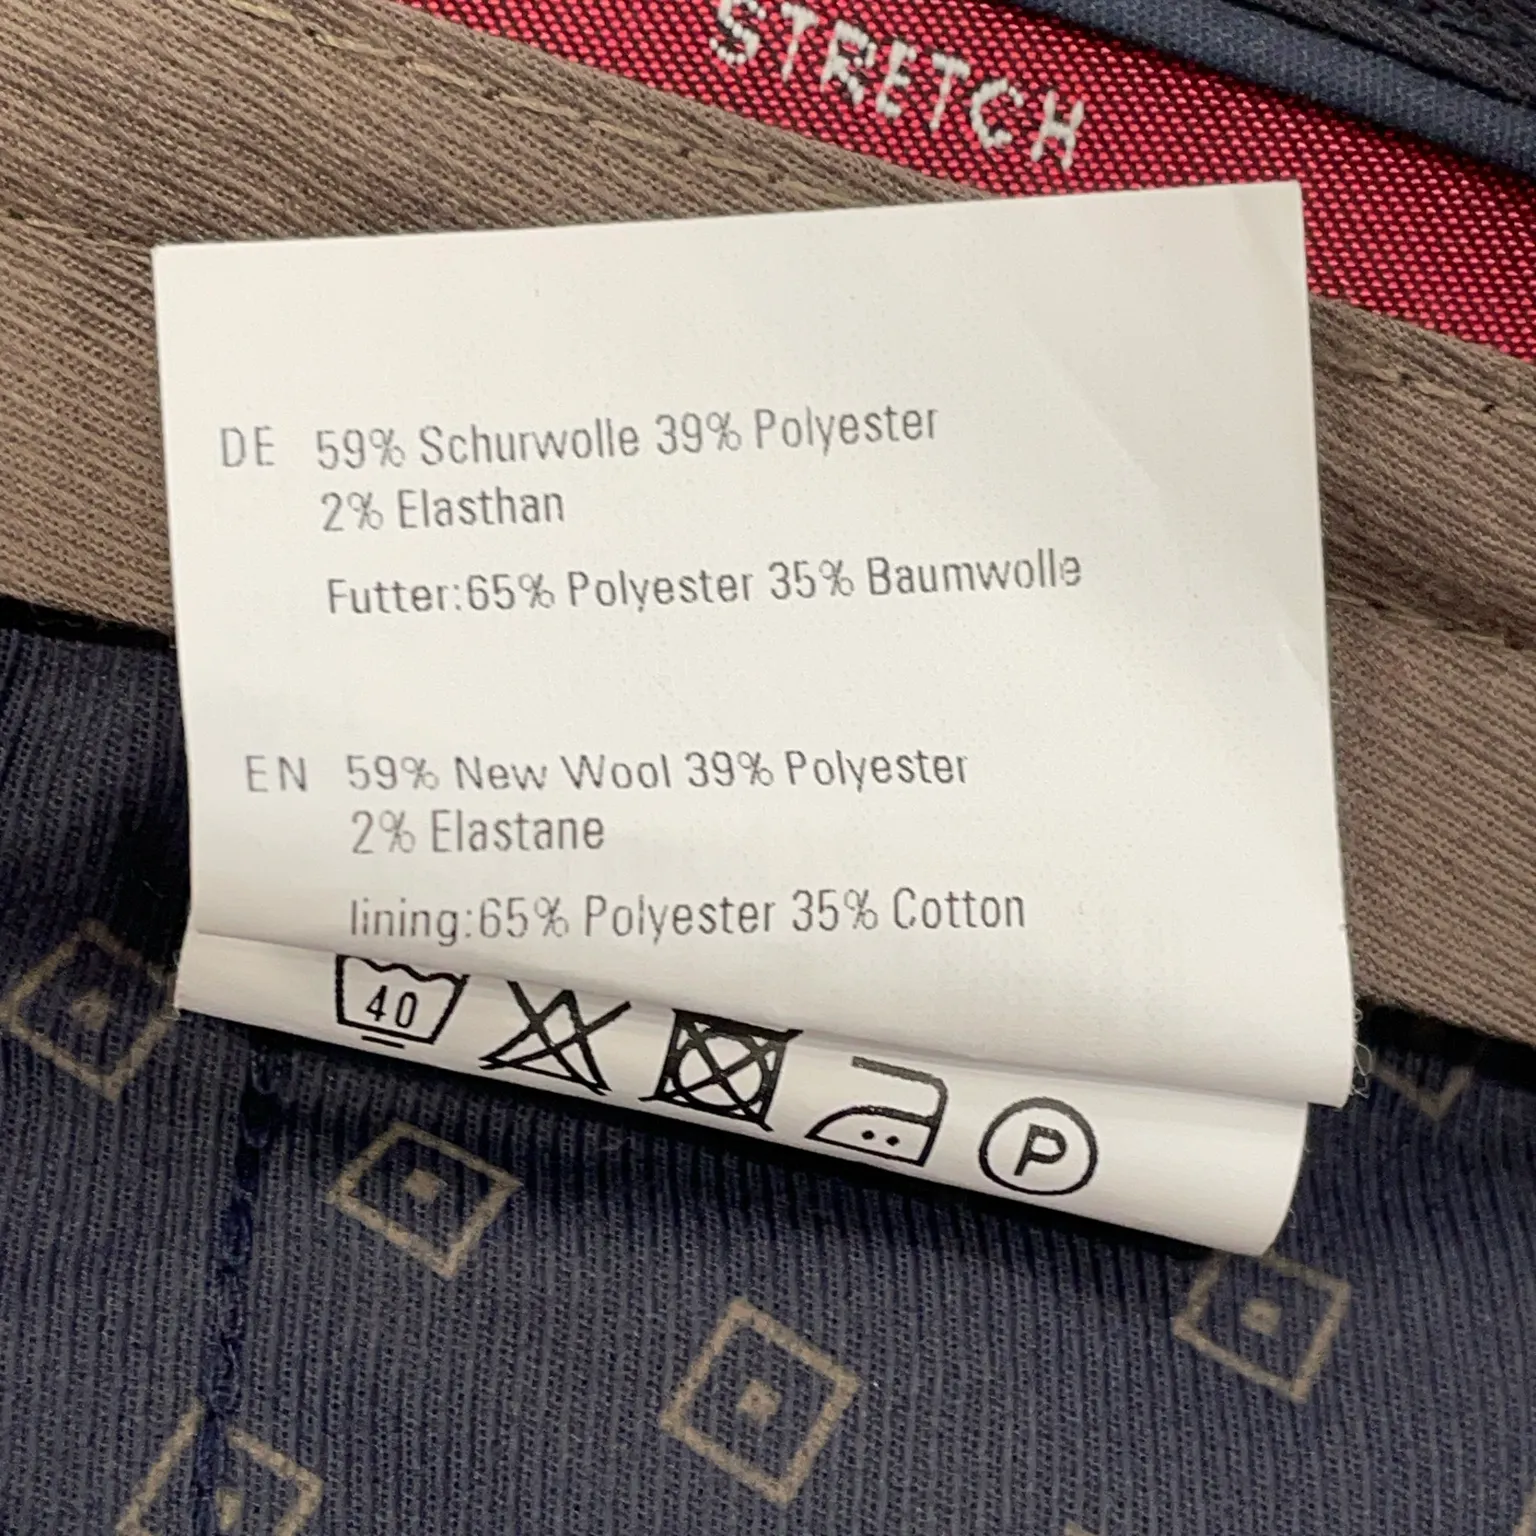 STRETCH
DE 59% Schurwolle 39% Polyester
2% Elasthan
Futter:65% Polyester 35% Baumwolle
EN 59% New Wool 39% Polyester
2% Elastane
lining:65% Polyester 35% Cotton
40
P